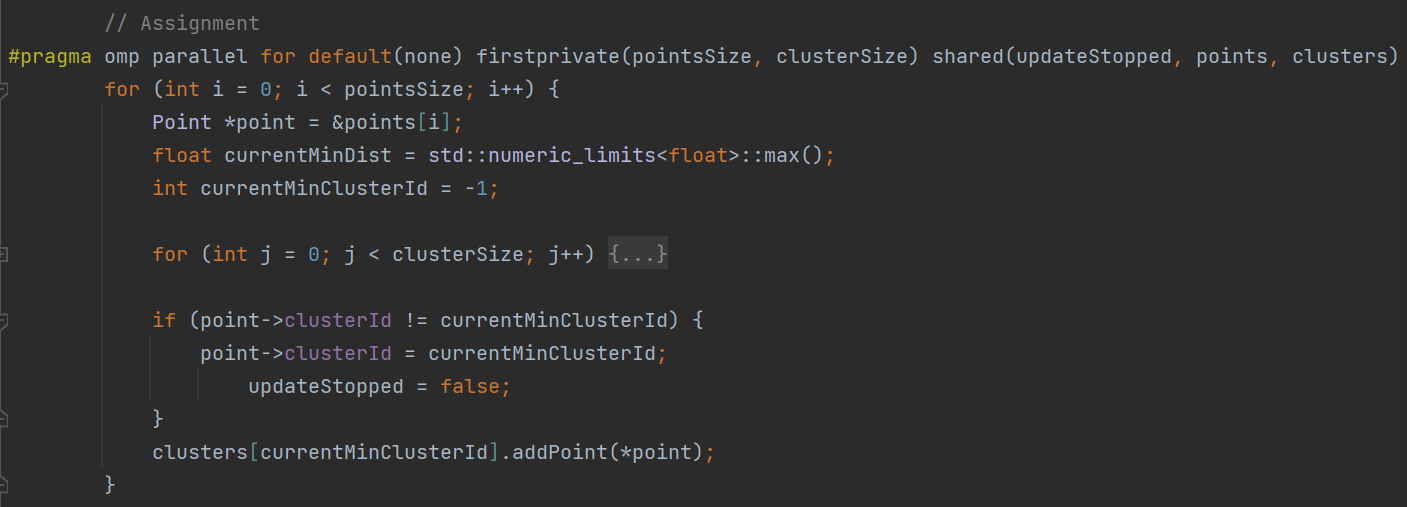 // Assignment
#pragma omp parallel for default(none) firstprivate(pointsSize, clusterSize) shared(updateStopped, points, clusters)
for (int i = 0; i < pointsSize; i++) {
Point *point = &points[i];
float currentMinDist = std::numeric_limits<float>::max();
int currentMinClusterId = -1;
for (int j = 0; j < clusterSize; j++) {...}
if (point->clusterId != currentMinClusterId) {
point->clusterId = currentMinClusterId;
updateStopped = false;
}
clusters[currentMinClusterId].addPoint(*point);
}